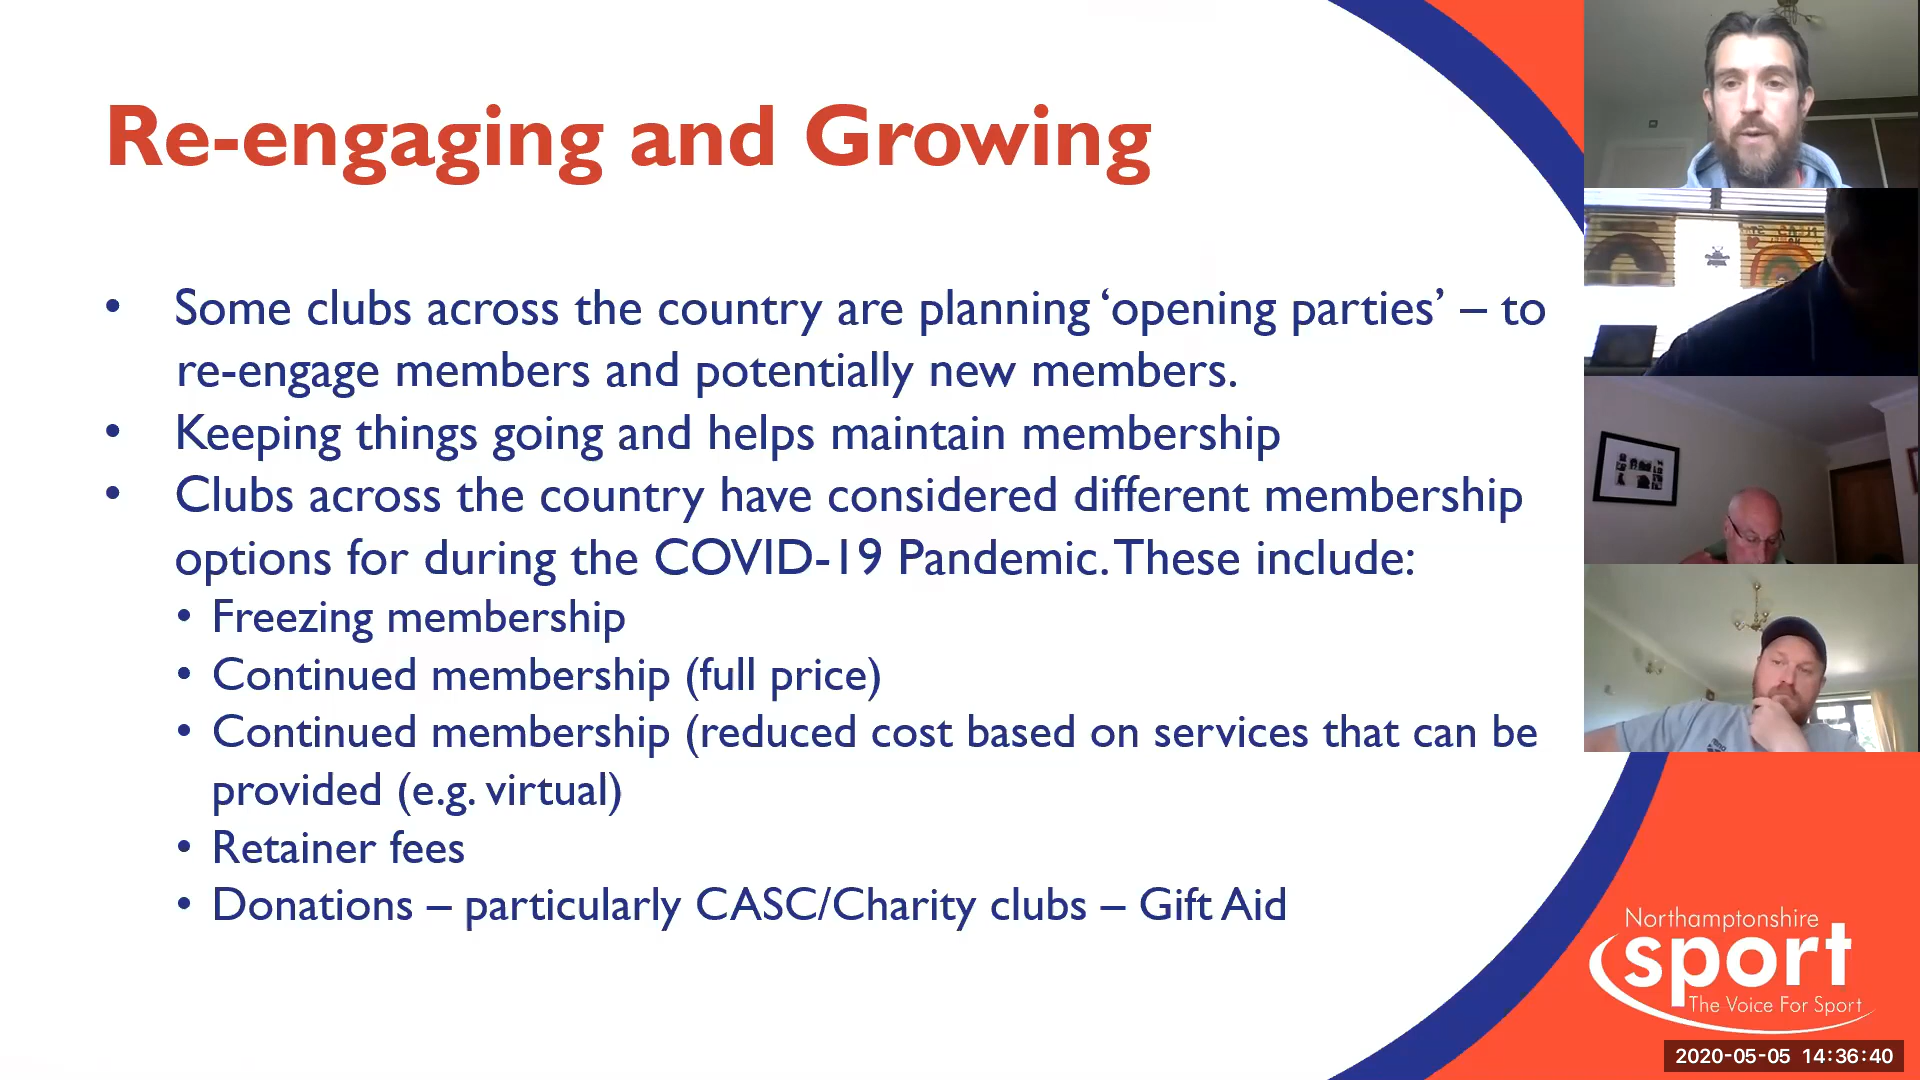 Re-engaging and Growing
• Some clubs across the country are planning ‘opening parties’ – to
re-engage members and potentially new members.
• Keeping things going and helps maintain membership
• Clubs across the country have considered different membership
options for during the COVID-19 Pandemic. These include:
• Freezing membership
• Continued membership (full price)
• Continued membership (reduced cost based on services that can be
provided (e.g. virtual)
• Retainer fees
• Donations – particularly CASC/Charity clubs – Gift Aid
Northamptonshire
sport
The Voice For Sport
2020-05-05 14:36:40